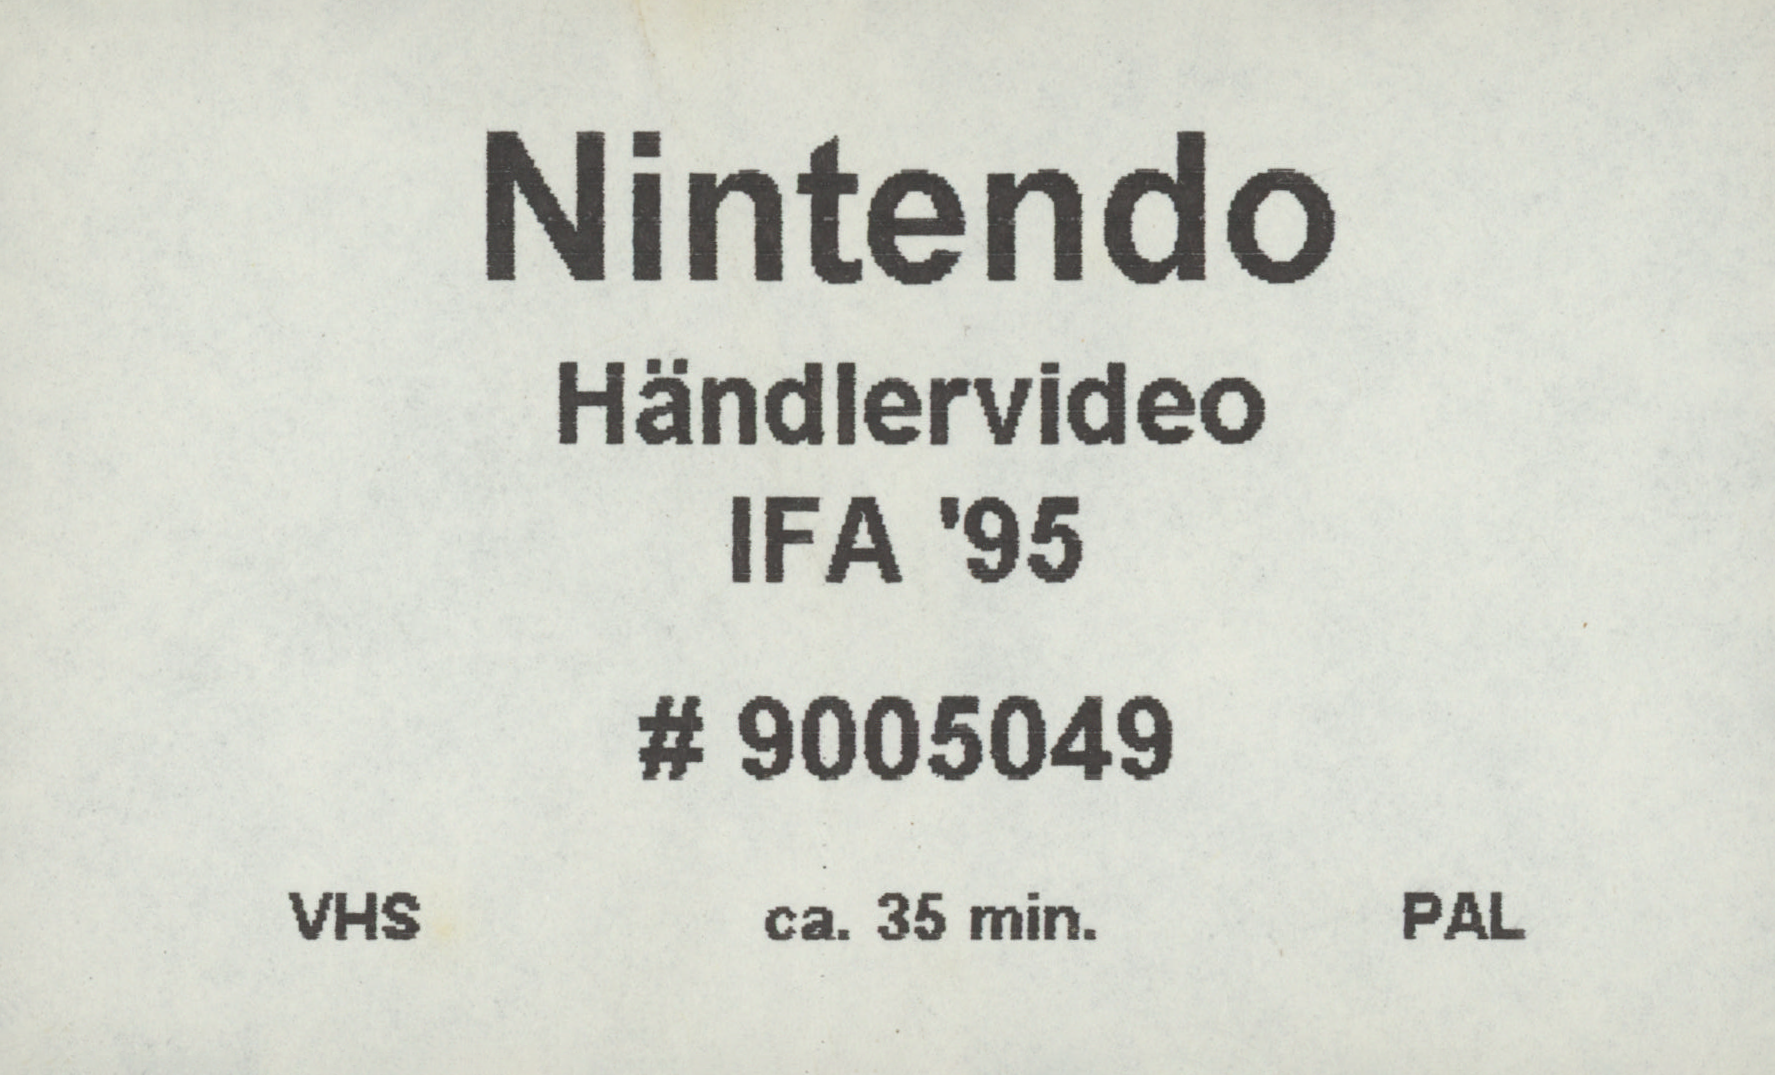 Nintendo
Händlervideo
IFA '95
# 9005049
VHS ca. 35 min. PAL